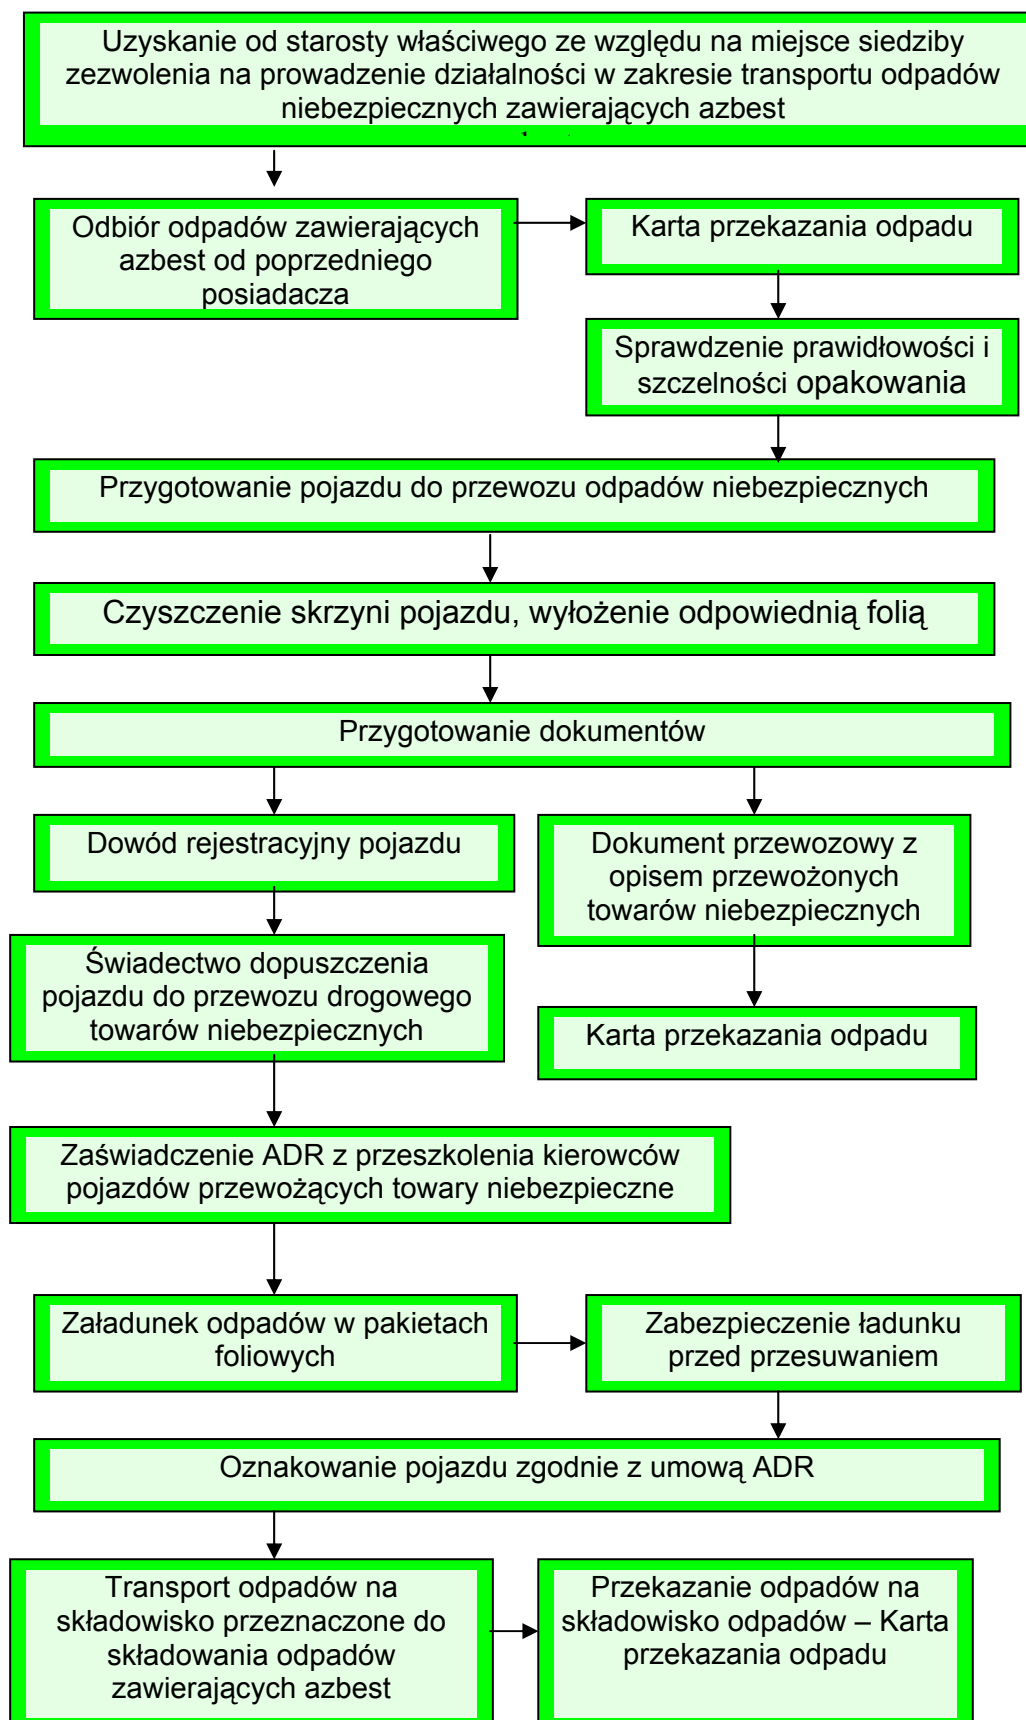 Uzyskanie od starosty właściwego ze względu na miejsce siedziby
zezwolenia na prowadzenie działalności w zakresie transportu odpadów
niebezpiecznych zawierających azbest
Odbiór odpadów zawierających
azbest od poprzedniego
posiadacza
Karta przekazania odpadu
Sprawdzenie prawidłowości i
szczelności opakowania
Przygotowanie pojazdu do przewozu odpadów niebezpiecznych
Czyszczenie skrzyni pojazdu, wyłożenie odpowiednią folią
Przygotowanie dokumentów
Dowód rejestracyjny pojazdu
Dokument przewozowy z
opisem przewożonych
towarów niebezpiecznych
Świadectwo dopuszczenia
pojazdu do przewozu drogowego
towarów niebezpiecznych
Karta przekazania odpadu
Zaświadczenie ADR z przeszkolenia kierowców
pojazdów przewożących towary niebezpieczne
Załadunek odpadów w pakietach
foliowych
Zabezpieczenie ładunku
przed przesuwaniem
Oznakowanie pojazdu zgodnie z umową ADR
Transport odpadów na
składowisko przeznaczone do
składowania odpadów
zawierających azbest
Przekazanie odpadów na
składowisko odpadów – Karta
przekazania odpadu